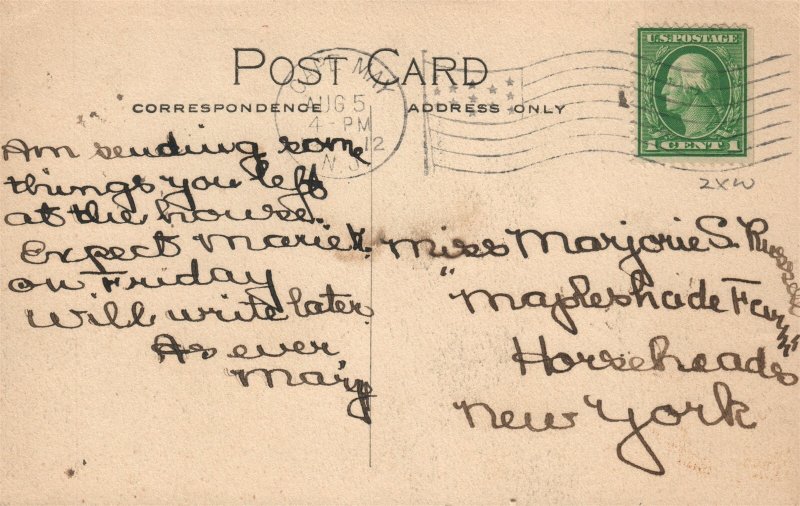 POST CARD
CORRESPONDENCE
ADDRESS ONLY
AUG 5
4-PM
12
N.J.
U.S. POSTAGE
1 CENT 1
2XW
Am sending some
things you left
at the house.
Expect Marie
on Friday
Will write later.
As ever
Mary
Miss Marjorie S. Russell
"Mapleshade Farm"
Horseheads
New York